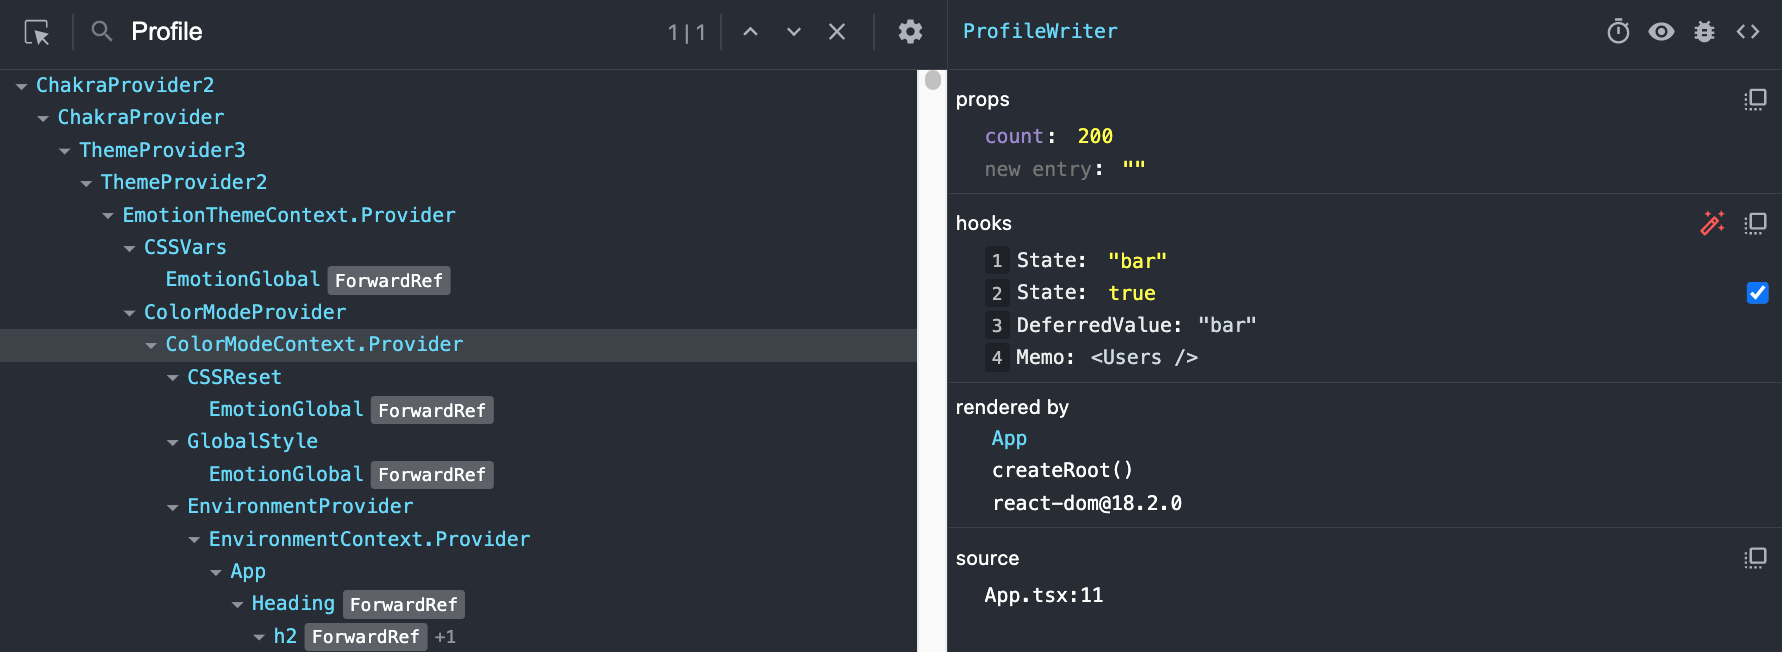 Profile
1|1
ChakraProvider2
ChakraProvider
ThemeProvider3
ThemeProvider2
EmotionThemeContext.Provider
CSSVars
EmotionGlobal ForwardRef
ColorModeProvider
ColorModeContext.Provider
CSSReset
EmotionGlobal ForwardRef
GlobalStyle
EmotionGlobal ForwardRef
EnvironmentProvider
EnvironmentContext.Provider
App
Heading ForwardRef
h2 ForwardRef +1
ProfileWriter
props
count: 200
new entry: ""
hooks
1 State: "bar"
2 State: true
3 DeferredValue: "bar"
4 Memo: <Users />
rendered by
App
createRoot()
react-dom@18.2.0
source
App.tsx:11